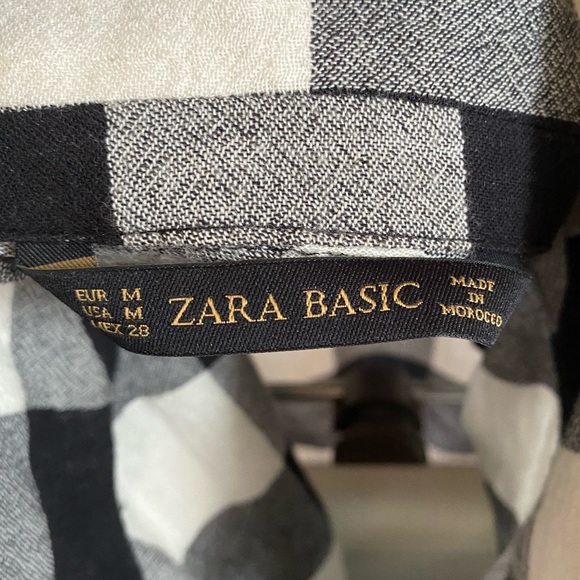 EUR M
USA M
MEX 28
ZARA BASIC
MADE
IN
MOROCCO